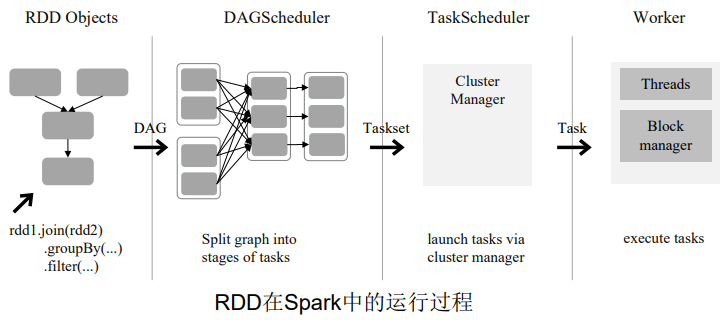 RDD Objects
DAGScheduler
TaskScheduler
Worker
Cluster
Manager
Threads
Block
manager
DAG
Taskset
Task
rdd1.join(rdd2)
.groupBy(...)
.filter(...)
Split graph into
stages of tasks
launch tasks via
cluster manager
execute tasks
RDD在Spark中的运行过程